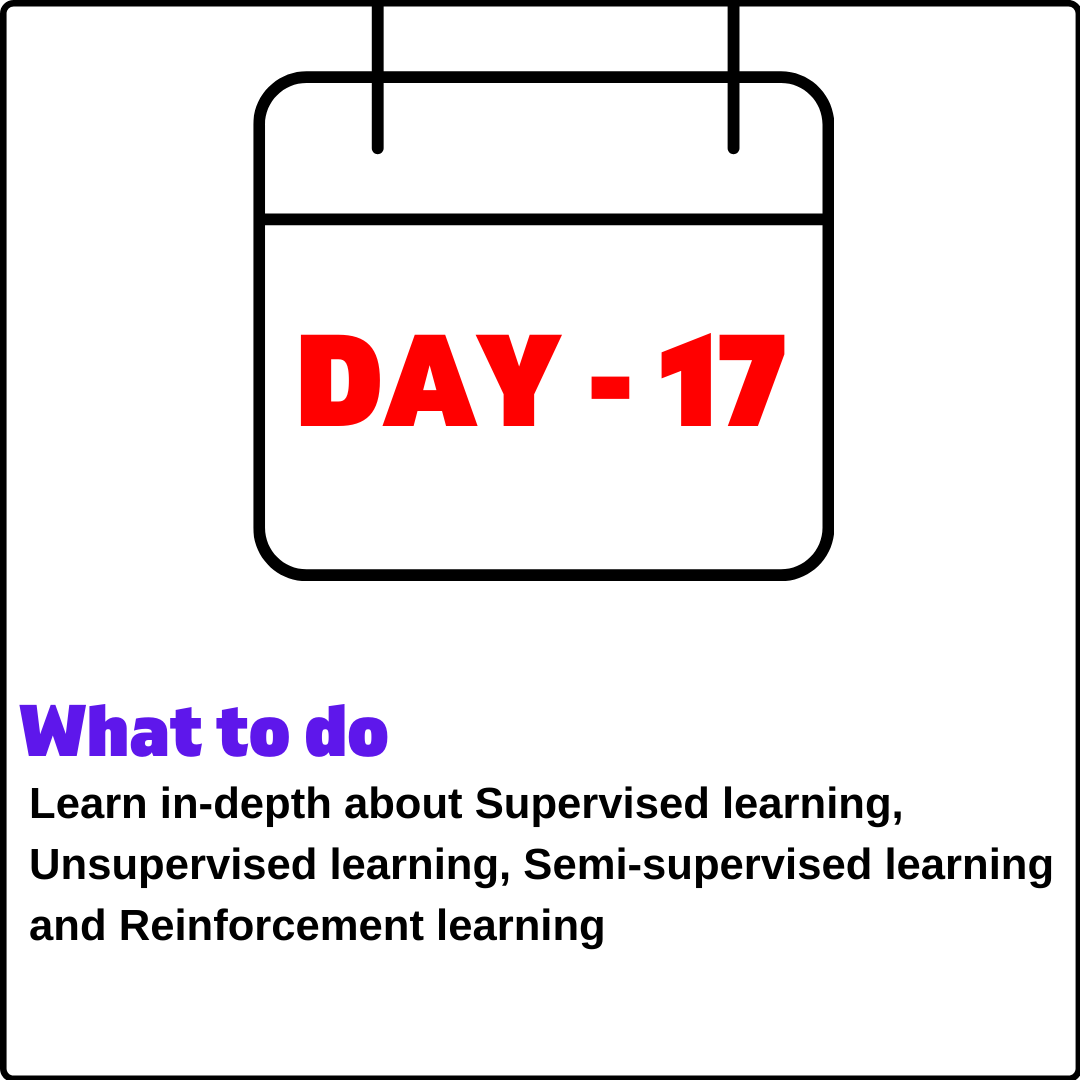 DAY - 17
What to do
Learn in-depth about Supervised learning,
Unsupervised learning, Semi-supervised learning
and Reinforcement learning